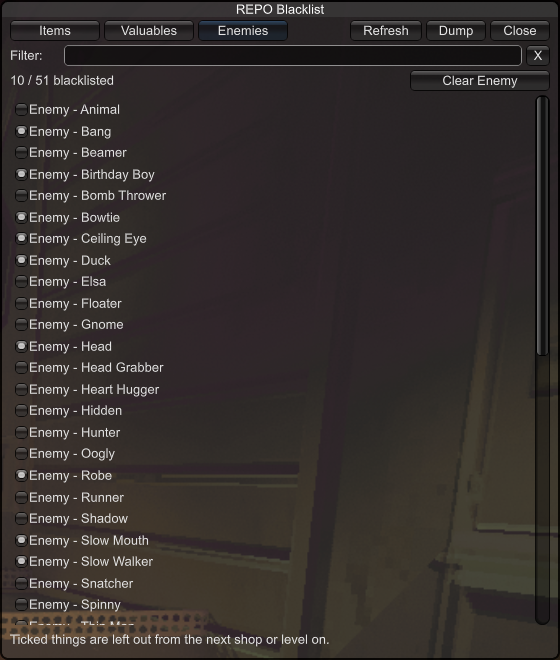 REPO Blacklist
Items Valuables Enemies Refresh Dump Close
Filter: X
10 / 51 blacklisted Clear Enemy
Enemy - Animal
Enemy - Bang
Enemy - Beamer
Enemy - Birthday Boy
Enemy - Bomb Thrower
Enemy - Bowtie
Enemy - Ceiling Eye
Enemy - Duck
Enemy - Elsa
Enemy - Floater
Enemy - Gnome
Enemy - Head
Enemy - Head Grabber
Enemy - Heart Hugger
Enemy - Hidden
Enemy - Hunter
Enemy - Oogly
Enemy - Robe
Enemy - Runner
Enemy - Shadow
Enemy - Slow Mouth
Enemy - Slow Walker
Enemy - Snatcher
Enemy - Spinny
Ticked things are left out from the next shop or level on.